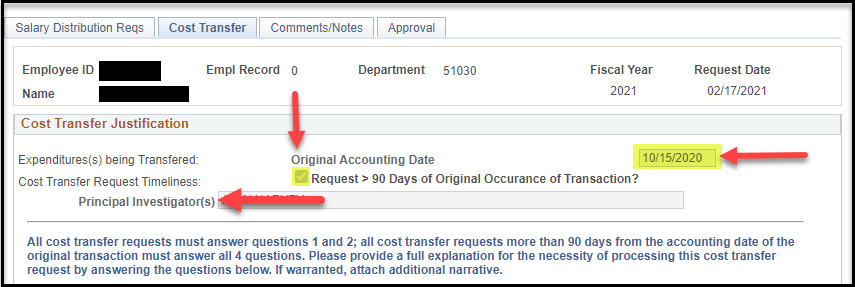 Salary Distribution Reqs Cost Transfer Comments/Notes Approval
Employee ID Empl Record 0 Department 51030 Fiscal Year Request Date
Name 2021 02/17/2021
Cost Transfer Justification
Expenditures(s) being Transfered: Original Accounting Date 10/15/2020
Cost Transfer Request Timeliness: Request > 90 Days of Original Occurance of Transaction?
Principal Investigator(s)
All cost transfer requests must answer questions 1 and 2; all cost transfer requests more than 90 days from the accounting date of the
original transaction must answer all 4 questions. Please provide a full explanation for the necessity of processing this cost transfer
request by answering the questions below. If warranted, attach additional narrative.